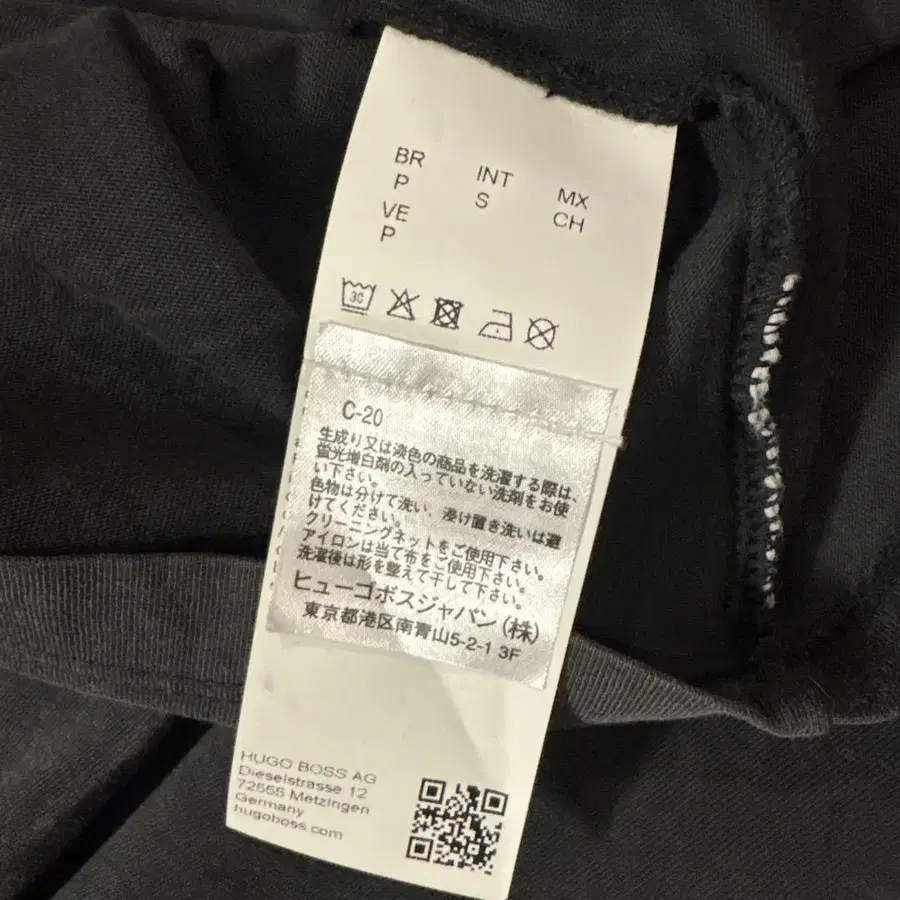 BR
P
INT
S
MX
CH
VE
P
30
C-20
生成り又は淡色の商品を洗濯する際は、
蛍光増白剤の入っていない洗剤をお使
い下さい。
色物は分けて洗い、浸け置き洗いは避
けてください。
クリーニングネットをご使用下さい。
アイロンは当て布をご使用下さい。
洗濯後は形を整えて干して下さい。
ヒューゴボスジャパン(株)
東京都港区南青山5-2-1 3F
HUGO BOSS AG
Dieselstrasse 12
72555 Metzingen
Germany
hugoboss.com